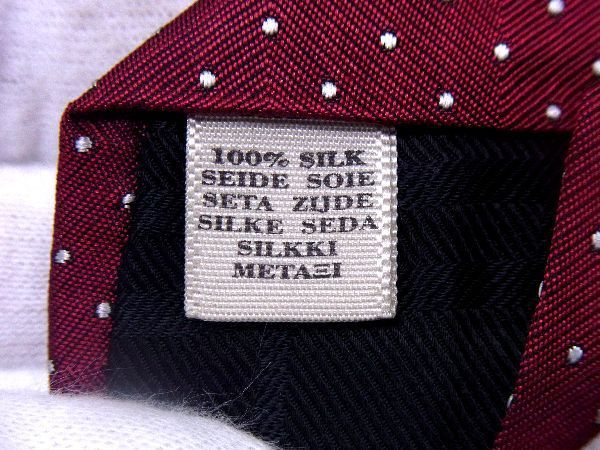 100% SILK
SEIDE SOIE
SETA ZIJDE
SILKE SEDA
SILKKI
ΜΕΤΑΞΙ